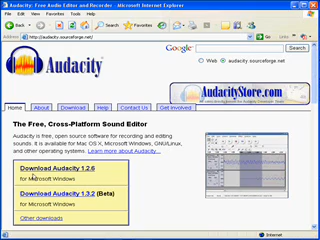 Audacity: Free Audio Editor and Recorder - Microsoft Internet Explorer
File Edit View Favorites Tools Help
Back Search Favorites
Address http://audacity.sourceforge.net/ Go Links
Google Search
Web audacity.sourceforge.net
Audacity
AudacityStore.com
Home About Download Help Contact Us Get Involved
The Free, Cross-Platform Sound Editor
Audacity is free, open source software for recording and editing
sounds. It is available for Mac OS X, Microsoft Windows, GNU/Linux,
and other operating systems. Learn more about Audacity...
Download Audacity 1.2.6
for Microsoft Windows
Download Audacity 1.3.2 (Beta)
for Microsoft Windows
Other downloads
Internet